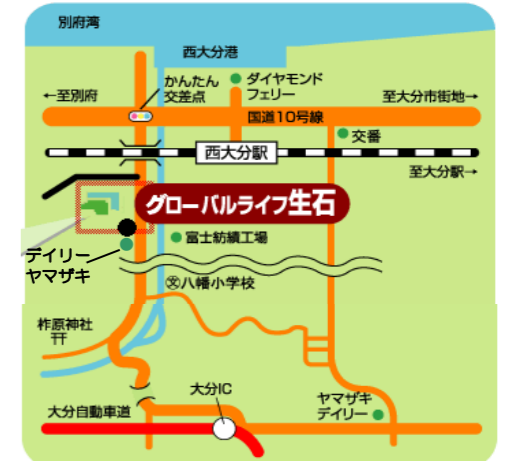 別府湾
西大分港
かんたん
交差点
ダイヤモンド
フェリー
←至別府
至大分市街地→
国道10号線
交番
西大分駅
至大分駅→
グローバルライフ生石
デイリー
ヤマザキ
富士紡績工場
文八幡小学校
柞原神社
大分IC
大分自動車道
ヤマザキ
デイリー